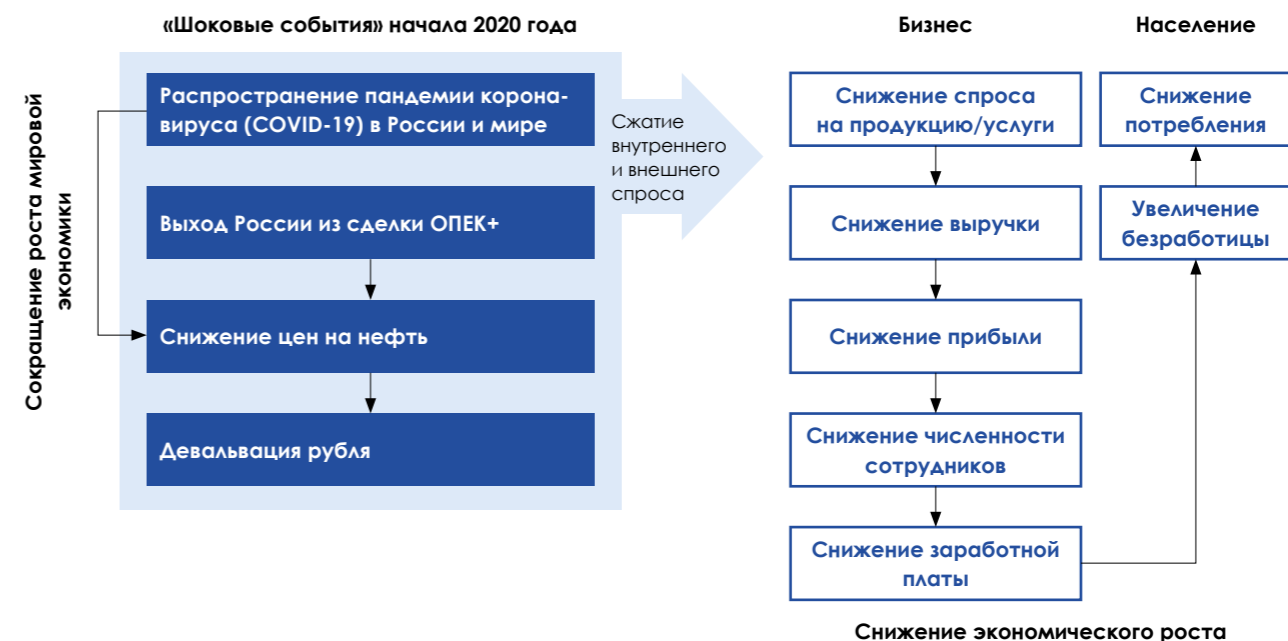 «Шоковые события» начала 2020 года
Сокращение роста мировой
экономики
Распространение пандемии корона-
вируса (COVID-19) в России и мире
Выход России из сделки ОПЕК+
Снижение цен на нефть
Девальвация рубля
Сжатие
внутреннего
и внешнего
спроса
Бизнес
Снижение спроса
на продукцию/услуги
Снижение выручки
Снижение прибыли
Снижение численности
сотрудников
Снижение заработной
платы
Население
Снижение
потребления
Увеличение
безработицы
Снижение экономического роста